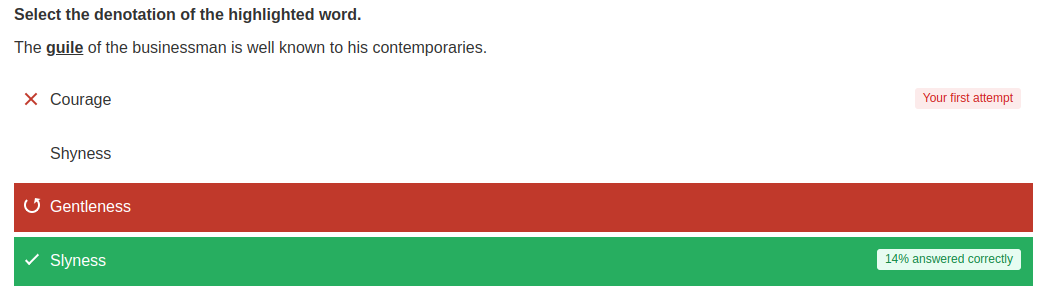 Select the denotation of the highlighted word.
The guile of the businessman is well known to his contemporaries.
Courage Your first attempt
Shyness
Gentleness
Slyness 14% answered correctly